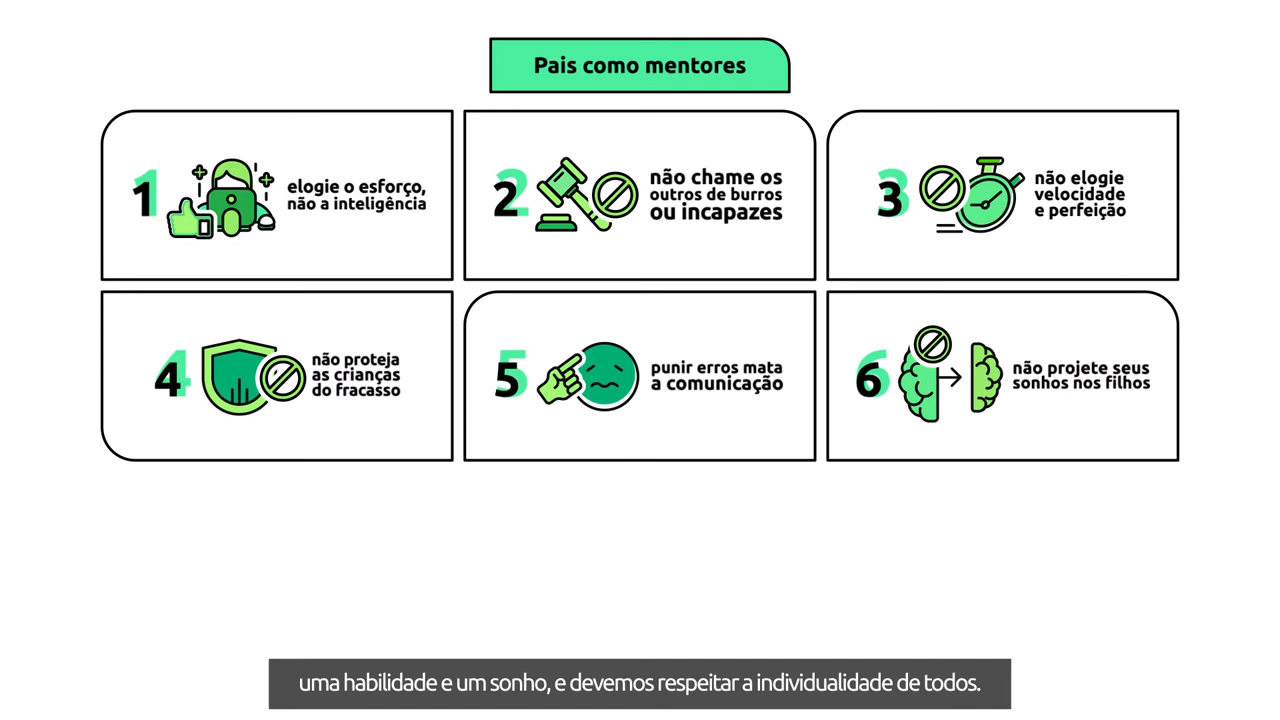 Pais como mentores
1
elogie o esforço,
não a inteligência
2
não chame os
outros de burros
ou incapazes
3
não elogie
velocidade
e perfeição
4
não proteja
as crianças
do fracasso
5
punir erros mata
a comunicação
6
não projete seus
sonhos nos filhos
uma habilidade e um sonho, e devemos respeitar a individualidade de todos.